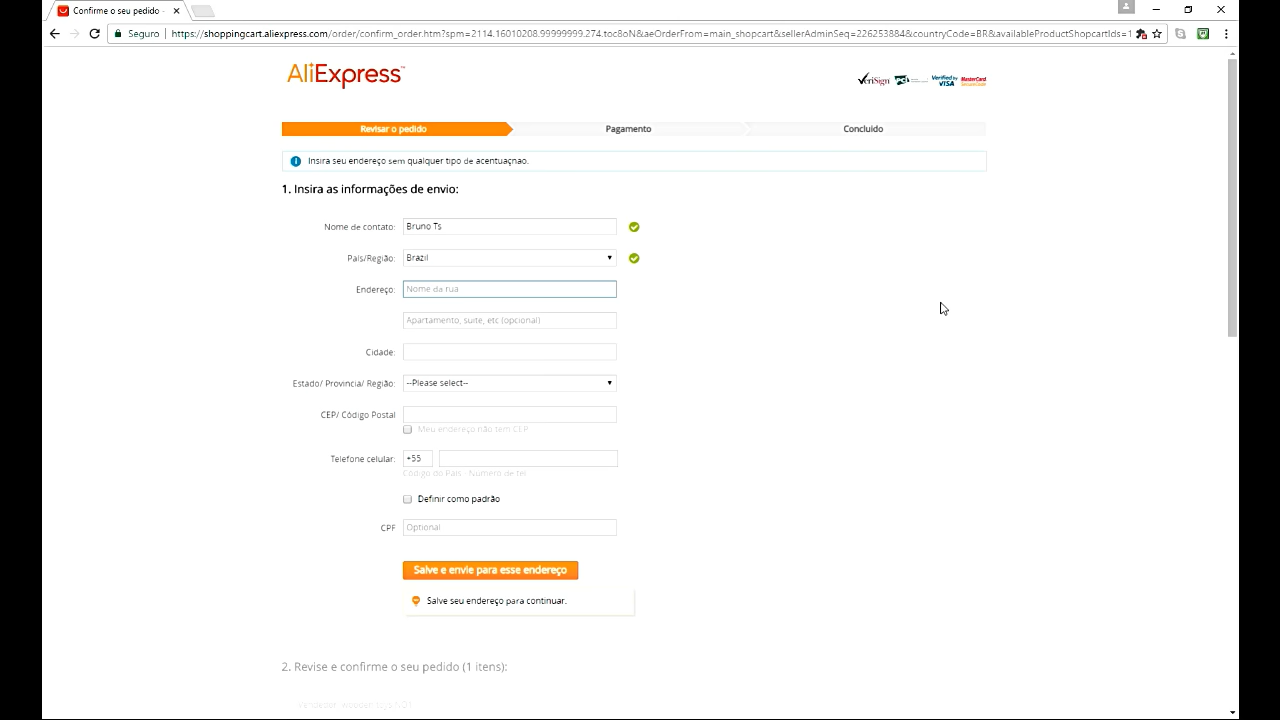 Confirme o seu pedido -
Seguro https://shoppingcart.aliexpress.com/order/confirm_order.htm?spm=2114.16010208.99999999.274.toc8oN&aeOrderFrom=main_shopcart&sellerAdminSeq=226253884&countryCode=BR&availableProductShopcartIds=1
AliExpress
VeriSign Verified by VISA MasterCard SecureCode
Revisar o pedido Pagamento Concluído
Insira seu endereço sem qualquer tipo de acentuaçnao.
1. Insira as informações de envio:
Nome de contato: Bruno Ts
País/Região: Brazil
Endereço: Nome da rua
Apartamento, suite, etc (opcional)
Cidade:
Estado/ Provincia/ Região: --Please select--
CEP/ Código Postal
Meu endereço não tem CEP
Telefone celular: +55
Código do País - Numero de tel
Definir como padrão
CPF Optional
Salve e envie para esse endereço
Salve seu endereço para continuar.
2. Revise e confirme o seu pedido (1 itens):